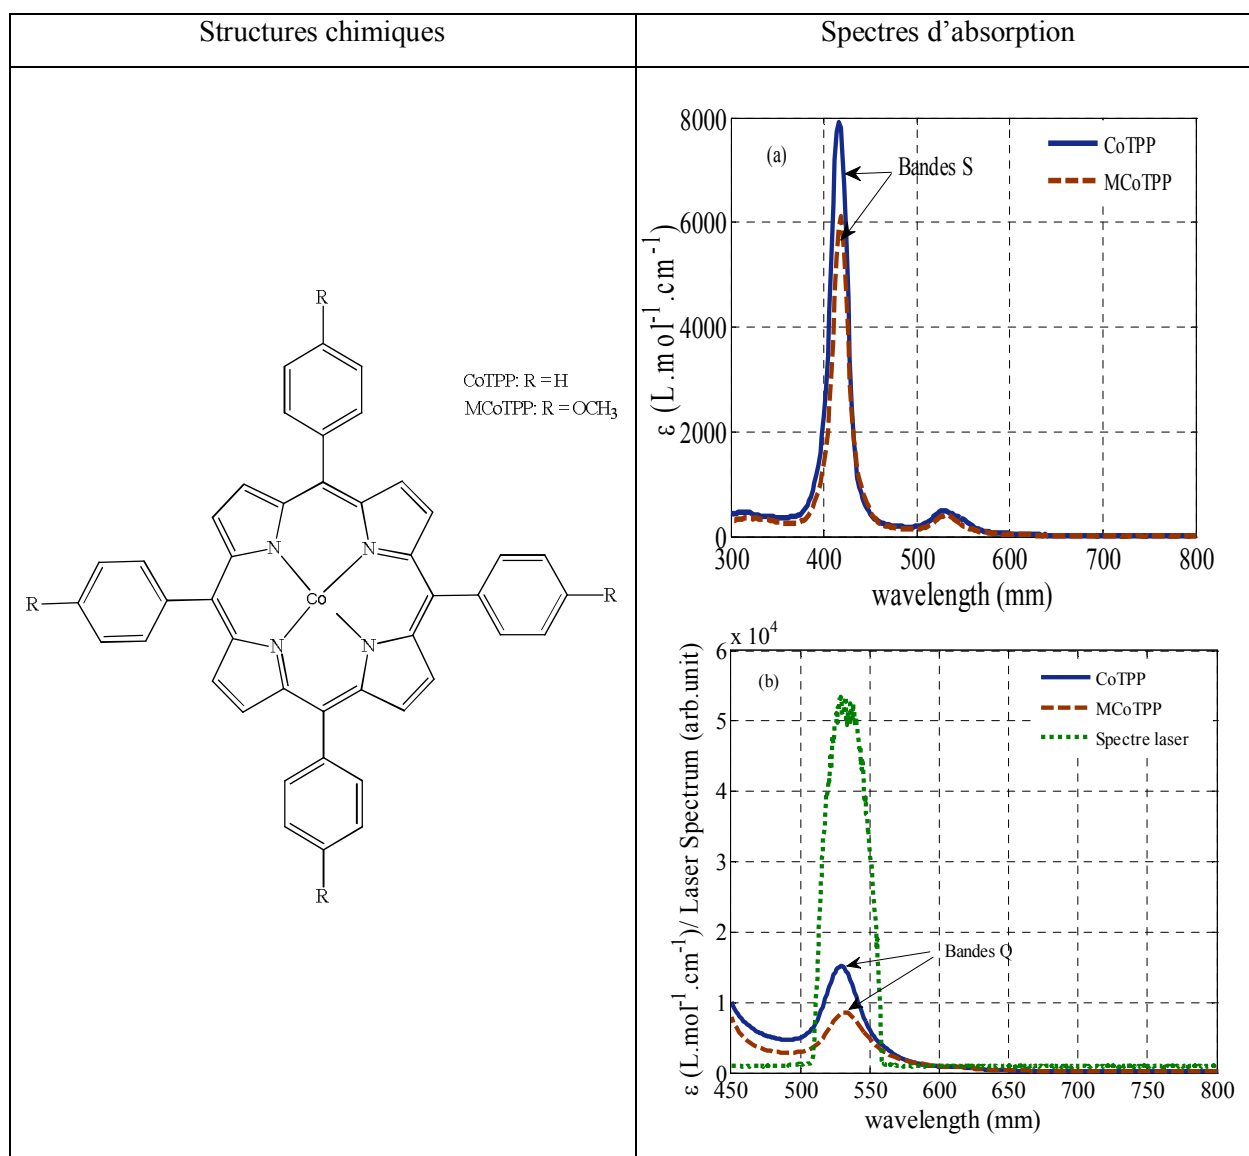 Structures chimiques
Spectres d’absorption
R
CoTPP: R = H
MCoTPP: R = OCH3
N
N
R
Co
R
N
N
R
8000
6000
4000
2000
0
300
400
500
600
700
800
(a)
Bandes S
CoTPP
MCoTPP
ε (L.mol-1.cm-1)
wavelength (mm)
x 10^4
6
5
4
3
2
1
0
450
500
550
600
650
700
750
800
(b)
CoTPP
MCoTPP
Spectre laser
Bandes Q
ε (L.mol-1.cm-1)/ Laser Spectrum (arb.unit)
wavelength (mm)